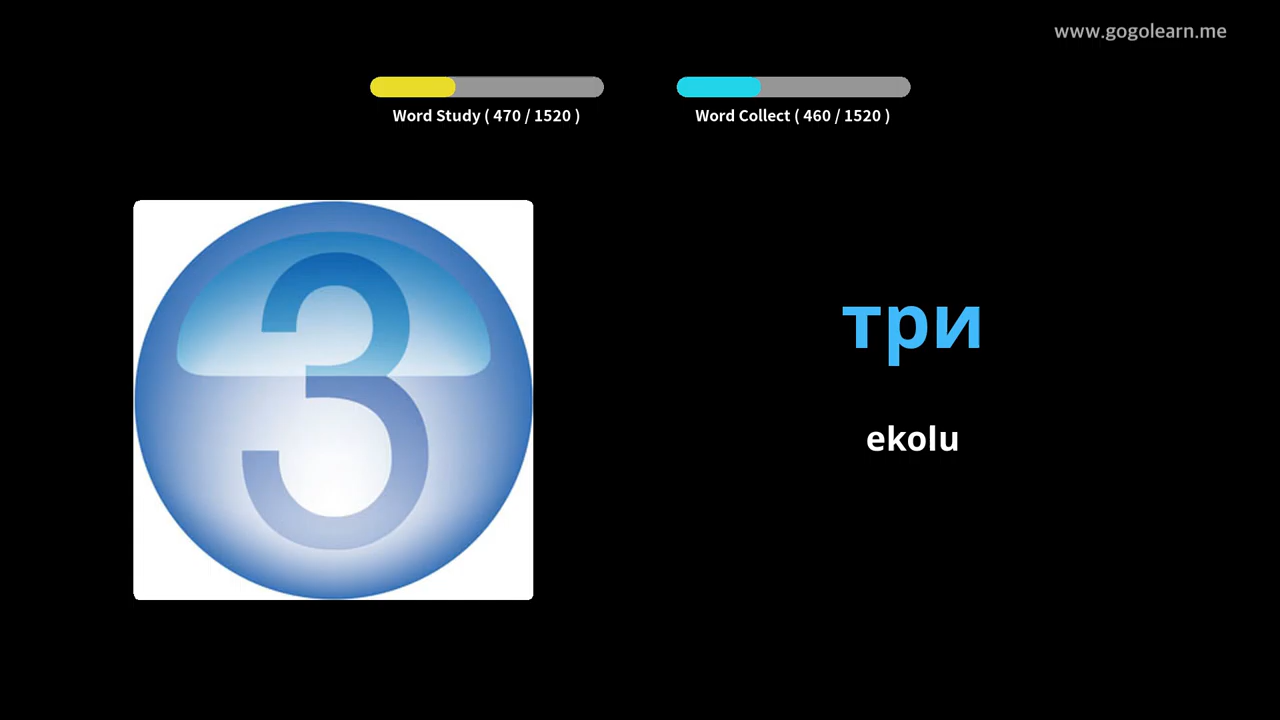 www.gogolearn.me
Word Study ( 470 / 1520 )
Word Collect ( 460 / 1520 )
3
три
ekolu